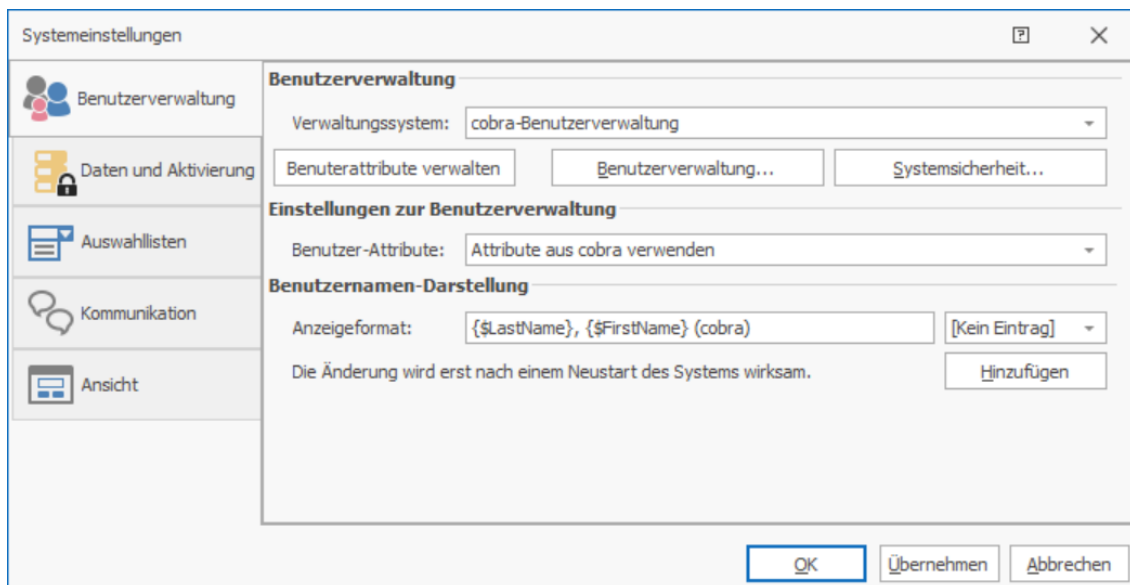 Systemeinstellungen
Benutzerverwaltung
Daten und Aktivierung
Auswahllisten
Kommunikation
Ansicht
Benutzerverwaltung
Verwaltungssystem: cobra-Benutzerverwaltung
Benuterattribute verwalten Benutzerverwaltung... Systemsicherheit...
Einstellungen zur Benutzerverwaltung
Benutzer-Attribute: Attribute aus cobra verwenden
Benutzernamen-Darstellung
Anzeigeformat: {$LastName}, {$FirstName} (cobra) [Kein Eintrag]
Die Änderung wird erst nach einem Neustart des Systems wirksam. Hinzufügen
OK Übernehmen Abbrechen